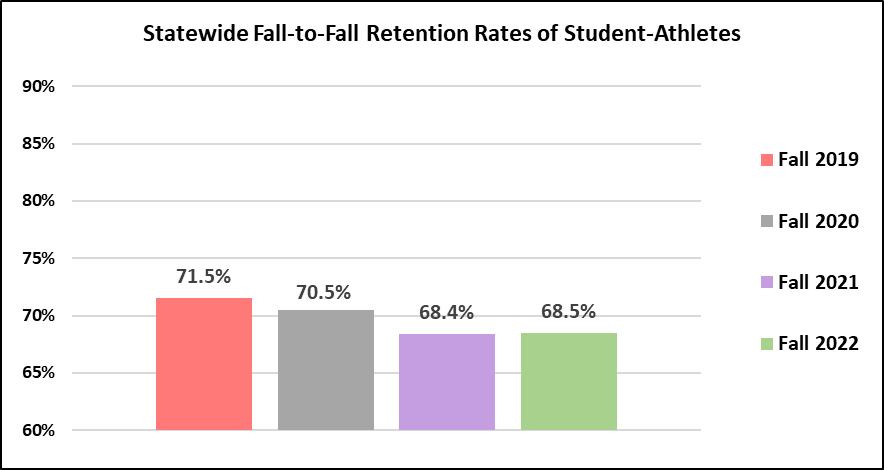 Statewide Fall-to-Fall Retention Rates of Student-Athletes
90%
85%
80%
75%
70%
65%
60%
71.5%
70.5%
68.4%
68.5%
Fall 2019
Fall 2020
Fall 2021
Fall 2022